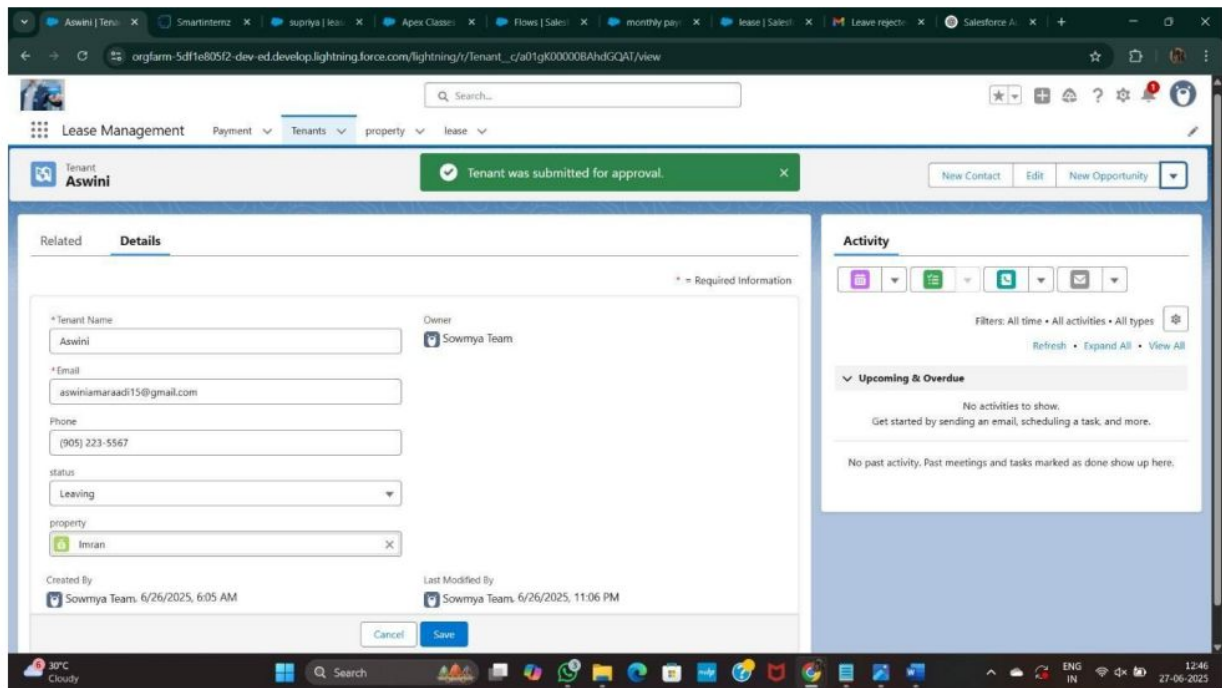 Aswini | Tena
Smartinternz
supriya | leas
Apex Classes
Flows | Sales
monthly pay
lease | Salesf
Leave rejecte
Salesforce A
orgfarm-5df1e805f2-dev-ed.develop.lightning.force.com/lightning/r/Tenant__c/a01gK00000BAhdGQAT/view
Search...
1
Lease Management
Payment
Tenants
property
lease
Tenant
Aswini
Tenant was submitted for approval.
New Contact
Edit
New Opportunity
Related
Details
* = Required Information
*Tenant Name
Aswini
Owner
Sowmya Team
*Email
aswiniamaraadi15@gmail.com
Phone
(905) 223-5567
status
Leaving
property
Imran
Created By
Sowmya Team, 6/26/2025, 6:05 AM
Last Modified By
Sowmya Team, 6/26/2025, 11:06 PM
Cancel
Save
Activity
Filters: All time • All activities • All types
Refresh • Expand All • View All
Upcoming & Overdue
No activities to show.
Get started by sending an email, scheduling a task, and more.
No past activity. Past meetings and tasks marked as done show up here.
6
30°C
Cloudy
Search
ENG
IN
12:46
27-06-2025